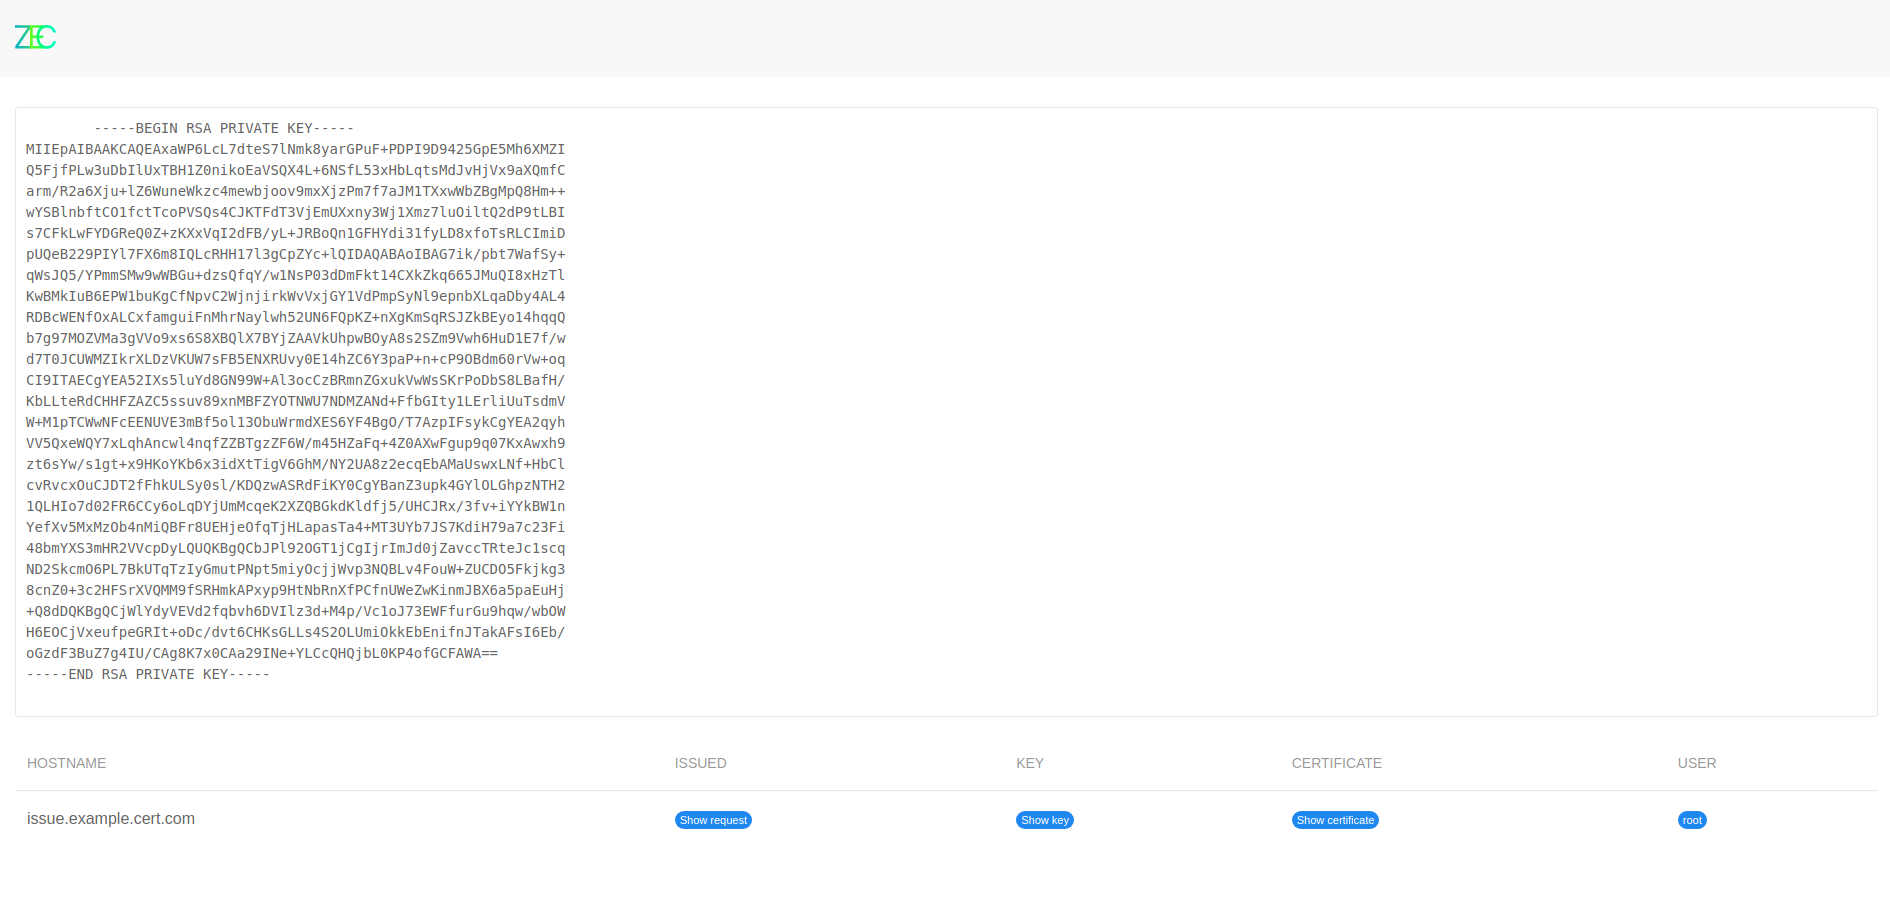 ZEC
-----BEGIN RSA PRIVATE KEY-----
MIIEpAIBAAKCAQEAxaWP6LcL7dteS7lNmk8yarGPuF+PDPI9D9425GpE5Mh6XMZI
Q5FjfPLw3uDbIlUxTBH1Z0nikoEaVSQX4L+6NSfL53xHbLqtsMdJvHjVx9aXQmfC
arm/R2a6Xju+lZ6WuneWkzc4mewbjoov9mxXjzPm7f7aJM1TXxwWbZBgMpQ8Hm++
wYSBlnbftCO1fctTcoPVSQs4CJKTFdT3VjEmUXxny3Wj1Xmz7luOiltQ2dP9tLBI
s7CFkLwFYDGReQ0Z+zKXxVqI2dFB/yL+JRBoQn1GFHYdi31fyLD8xfoTsRLCImiD
pUQeB229PIYl7FX6m8IQLcRHH17l3gCpZYc+lQIDAQABAoIBAG7ik/pbt7WafSy+
qWsJQ5/YPmmSMw9wWBGu+dzsQfqY/w1NsP03dDmFkt14CXkZkq665JMuQI8xHzTl
KwBMkIuB6EPW1buKgCfNpvC2WjnjirkWvVxjGY1VdPmpSyNl9epnbXLqaDby4AL4
RDBcWENfOxALCxfamguiFnMhrNaylwh52UN6FQpKZ+nXgKmSqRSJZkBEyo14hqqQ
b7g97MOZVMa3gVVo9xs6S8XBQlX7BYjZAAVkUhpwBOyA8s2SZm9Vwh6HuD1E7f/w
d7T0JCUWMZIkrXLDzVKUW7sFB5ENXRUvy0E14hZC6Y3paP+n+cP9OBdm60rVw+oq
CI9ITAECgYEA52IXs5luYd8GN99W+Al3ocCzBRmnZGxukVwWsSKrPoDbS8LBafH/
KbLLteRdCHHFZAZC5ssuv89xnMBFZYOTNWU7NDMZANd+FfbGIty1LErliUuTsdmV
W+M1pTCWwNFcEENUVE3mBf5ol13ObuWrmdXES6YF4BgO/T7AzpIFsykCgYEA2qyh
VV5QxeWQY7xLqhAncwl4nqfZZBTgzZF6W/m45HZaFq+4Z0AXwFgup9q07KxAwxh9
zt6sYw/s1gt+x9HKoYKb6x3idXtTigV6GhM/NY2UA8z2ecqEbAMaUswxLNf+HbCl
cvRvcxOuCJDT2fFhkULSy0sl/KDQzwASRdFiKY0CgYBanZ3upk4GYlOLGhpzNTH2
1QLHIo7d02FR6CCy6oLqDYjUmMcqeK2XZQBGkdKldfj5/UHCJRx/3fv+iYYkBW1n
YefXv5MxMzOb4nMiQBFr8UEHjeOfqTjHLapasTa4+MT3UYb7JS7KdiH79a7c23Fi
48bmYXS3mHR2VVcpDyLQUQKBgQCbJPl92OGT1jCgIjrImJd0jZavccTRteJc1scq
ND2SkcmO6PL7BkUTqTzIyGmutPNpt5miyOcjjWvp3NQBLv4FouW+ZUCDO5Fkjkg3
8cnZ0+3c2HFSrXVQMM9fSRHmkAPxyp9HtNbRnXfPCfnUWeZwKinmJBX6a5paEuHj
+Q8dDQKBgQCjWlYdyVEVd2fqbvh6DVIlz3d+M4p/Vc1oJ73EWFfurGu9hqw/wbOW
H6EOCjVxeufpeGRIt+oDc/dvt6CHKsGLLs4S2OLUmiOkkEbEnifnJTakAFsI6Eb/
oGzdF3BuZ7g4IU/CAg8K7x0CAa29INe+YLCcQHQjbL0KP4ofGCFAWA==
-----END RSA PRIVATE KEY-----
HOSTNAME ISSUED KEY CERTIFICATE USER
issue.example.cert.com Show request Show key Show certificate root